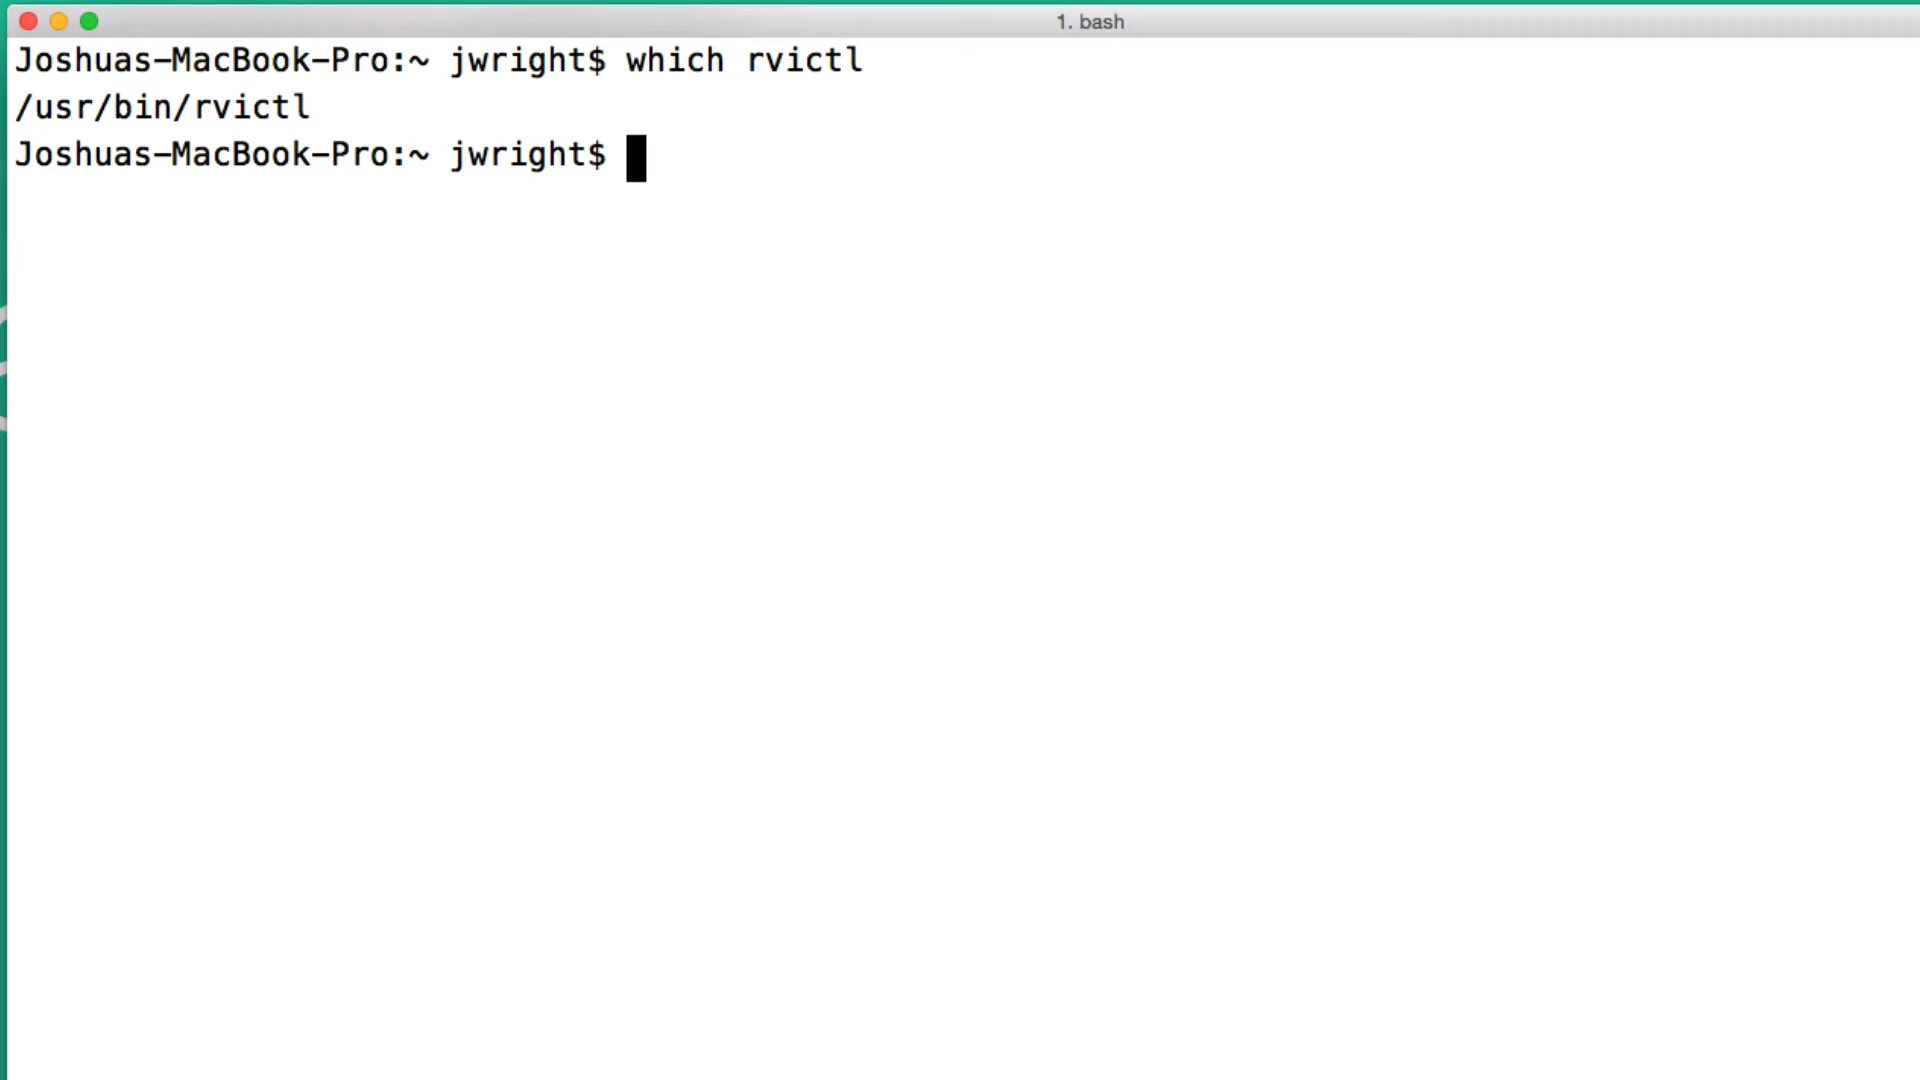 1. bash
Joshuas-MacBook-Pro:~ jwright$ which rvictl
/usr/bin/rvictl
Joshuas-MacBook-Pro:~ jwright$